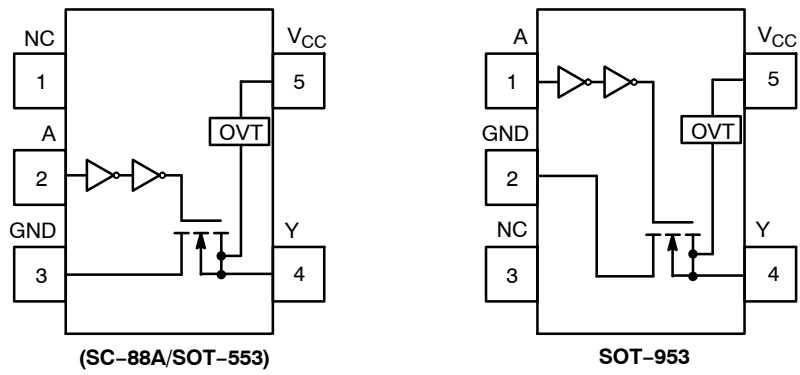 NC
1
A
2
GND
3
VCC
5
OVT
Y
4
(SC–88A/SOT–553)
A
1
GND
2
NC
3
VCC
5
OVT
Y
4
SOT–953